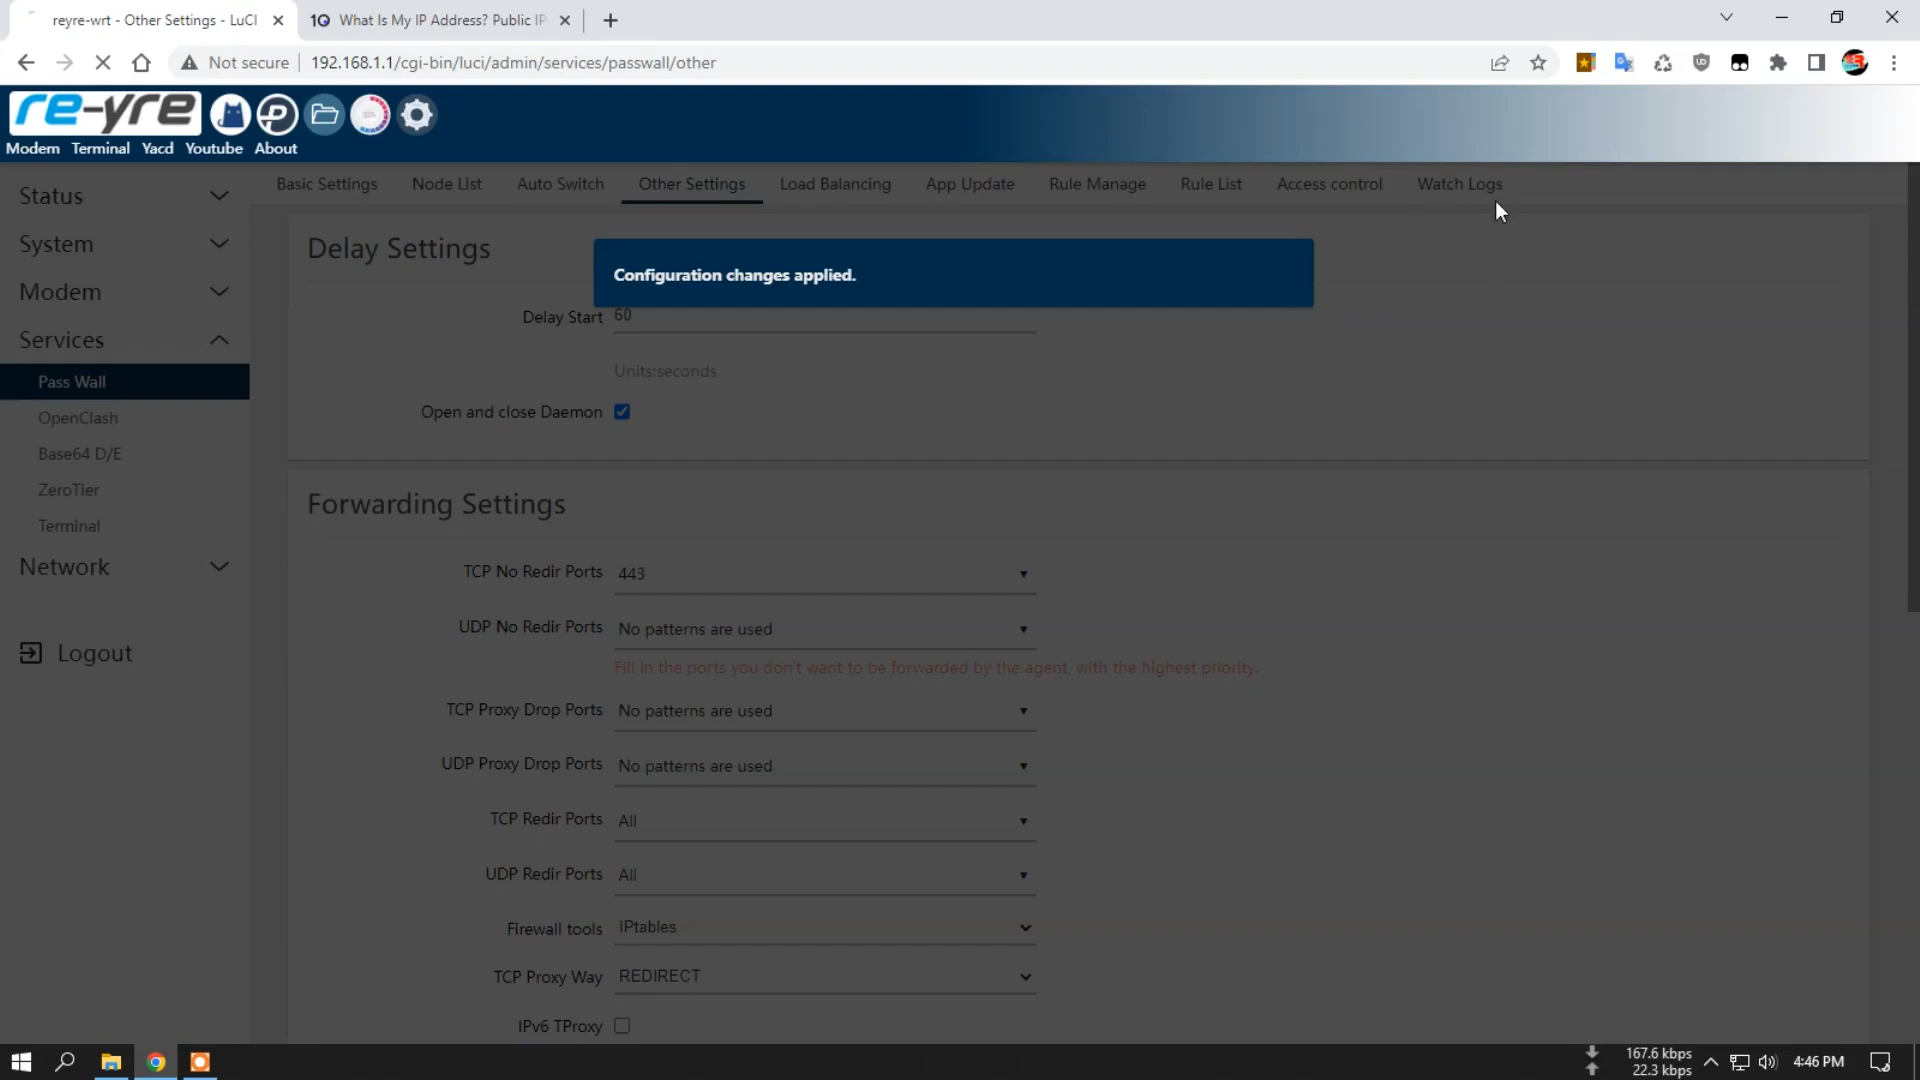 reyre-wrt - Other Settings - LuCI
What Is My IP Address? Public IP
Not secure
192.168.1.1/cgi-bin/luci/admin/services/passwall/other
re-yre
Modem Terminal Yacd Youtube About
Status
System
Modem
Services
Pass Wall
OpenClash
Base64 D/E
ZeroTier
Terminal
Network
Logout
Basic Settings Node List Auto Switch Other Settings Load Balancing App Update Rule Manage Rule List Access control Watch Logs
Delay Settings
Configuration changes applied.
Delay Start 60
Units:seconds
Open and close Daemon
Forwarding Settings
TCP No Redir Ports 443
UDP No Redir Ports No patterns are used
Fill in the ports you don't want to be forwarded by the agent, with the highest priority.
TCP Proxy Drop Ports No patterns are used
UDP Proxy Drop Ports No patterns are used
TCP Redir Ports All
UDP Redir Ports All
Firewall tools IPtables
TCP Proxy Way REDIRECT
IPv6 TProxy
167.6 kbps
22.3 kbps
4:46 PM